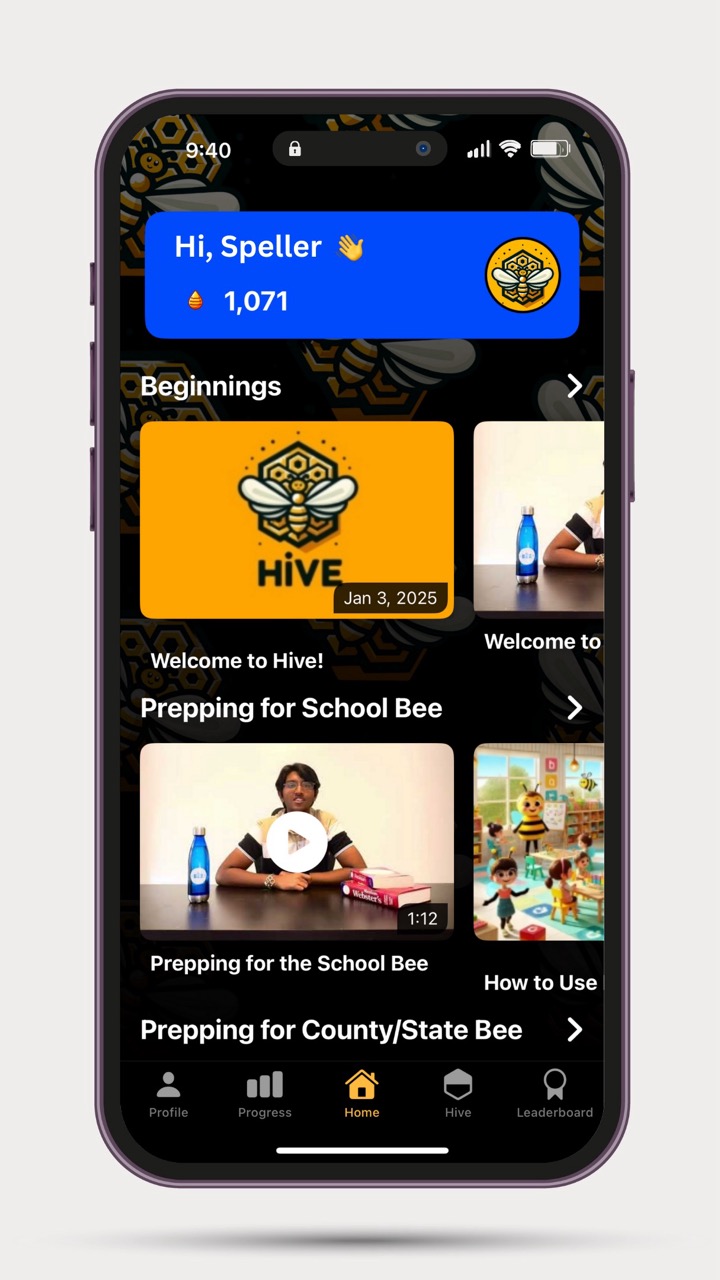 9:40
Hi, Speller 👋
1,071
Beginnings
HiVE
Jan 3, 2025
Welcome to Hive!
Welcome to
Prepping for School Bee
Webster's
1:12
Prepping for the School Bee
How to Use
Prepping for County/State Bee
Profile
Progress
Home
Hive
Leaderboard